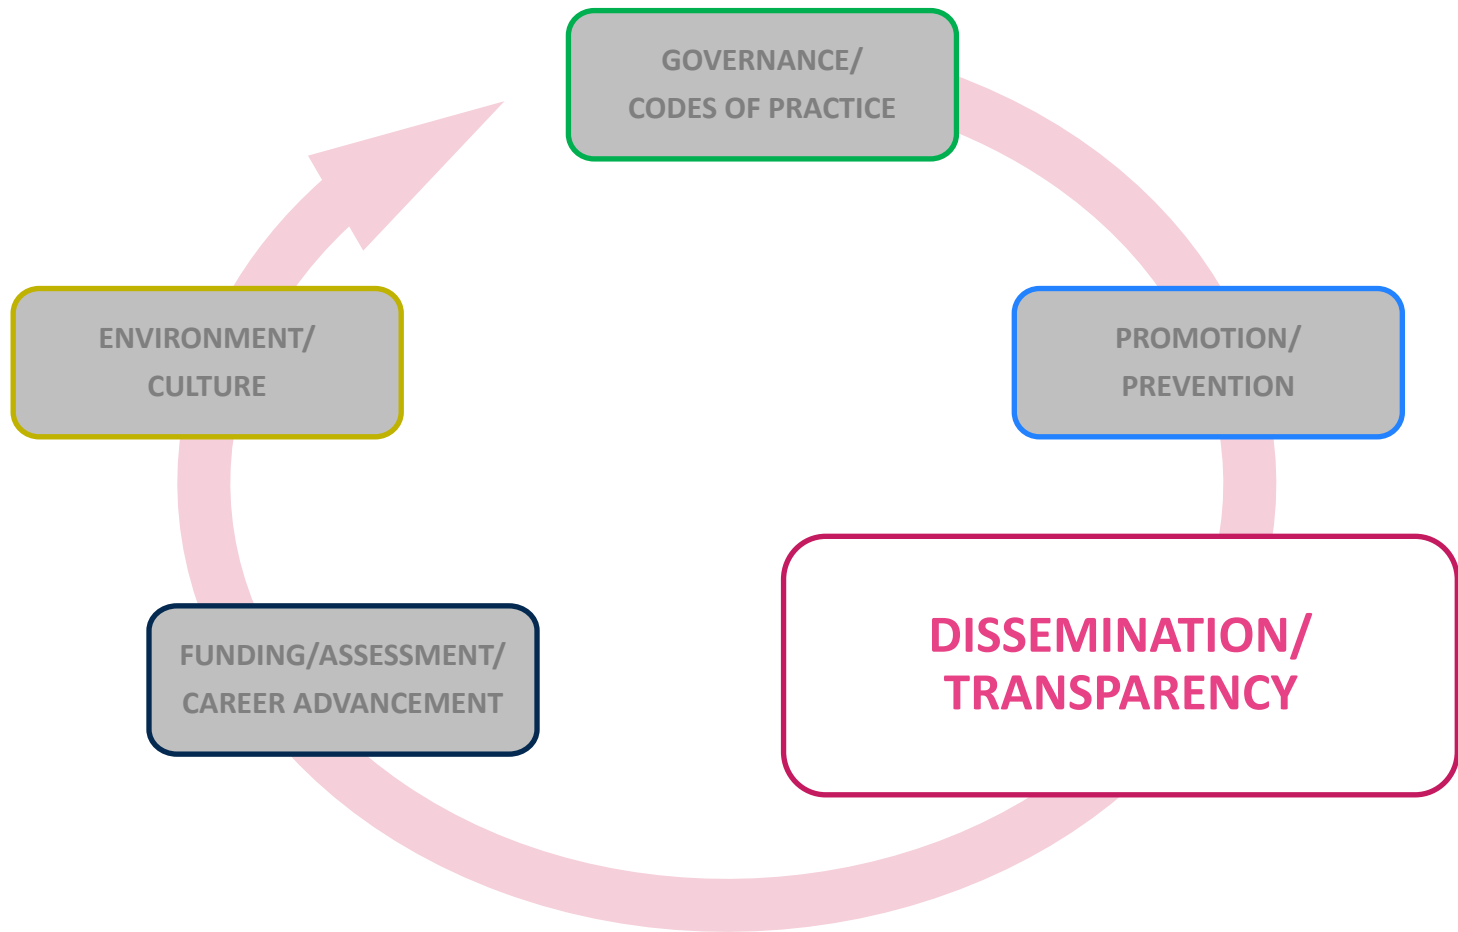 GOVERNANCE/
CODES OF PRACTICE
ENVIRONMENT/
CULTURE
PROMOTION/
PREVENTION
DISSEMINATION/
TRANSPARENCY
FUNDING/ASSESSMENT/
CAREER ADVANCEMENT